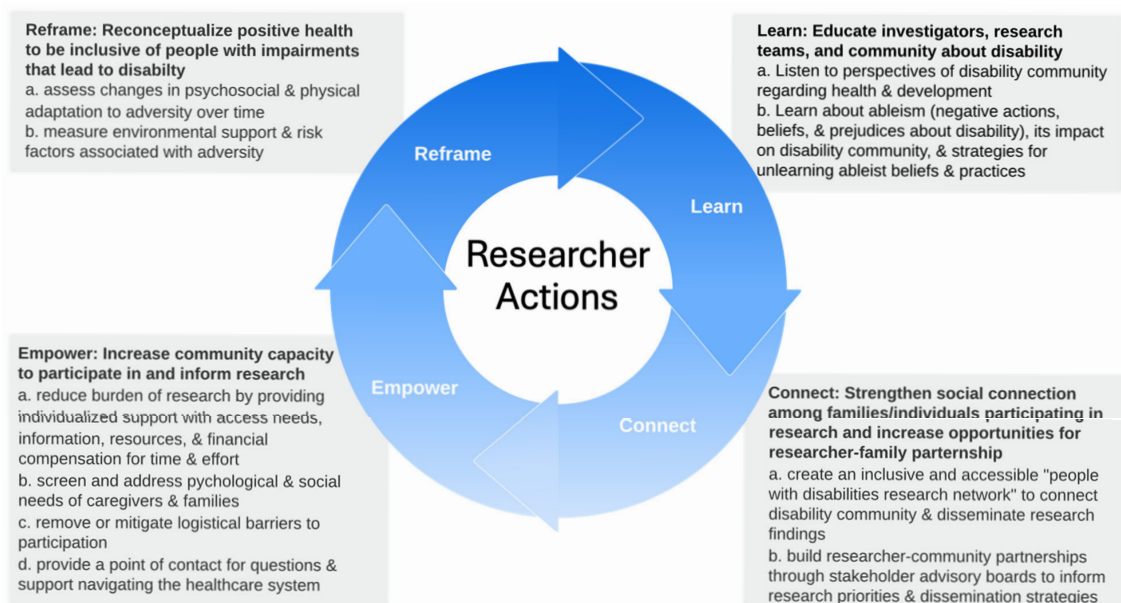 Reframe: Reconceptualize positive health
to be inclusive of people with impairments
that lead to disabilty
a. assess changes in psychosocial & physical
adaptation to adversity over time
b. measure environmental support & risk
factors associated with adversity
Learn: Educate investigators, research
teams, and community about disability
a. Listen to perspectives of disability community
regarding health & development
b. Learn about ableism (negative actions,
beliefs, & prejudices about disability), its impact
on disability community, & strategies for
unlearning ableist beliefs & practices
Reframe
Learn
Researcher
Actions
Empower
Connect
Empower: Increase community capacity
to participate in and inform research
a. reduce burden of research by providing
individualized support with access needs,
information, resources, & financial
compensation for time & effort
b. screen and address pychological & social
needs of caregivers & families
c. remove or mitigate logistical barriers to
participation
d. provide a point of contact for questions &
support navigating the healthcare system
Connect: Strengthen social connection
among families/individuals participating in
research and increase opportunities for
researcher-family parternship
a. create an inclusive and accessible "people
with disabilities research network" to connect
disability community & disseminate research
findings
b. build researcher-community partnerships
through stakeholder advisory boards to inform
research priorities & dissemination strategies